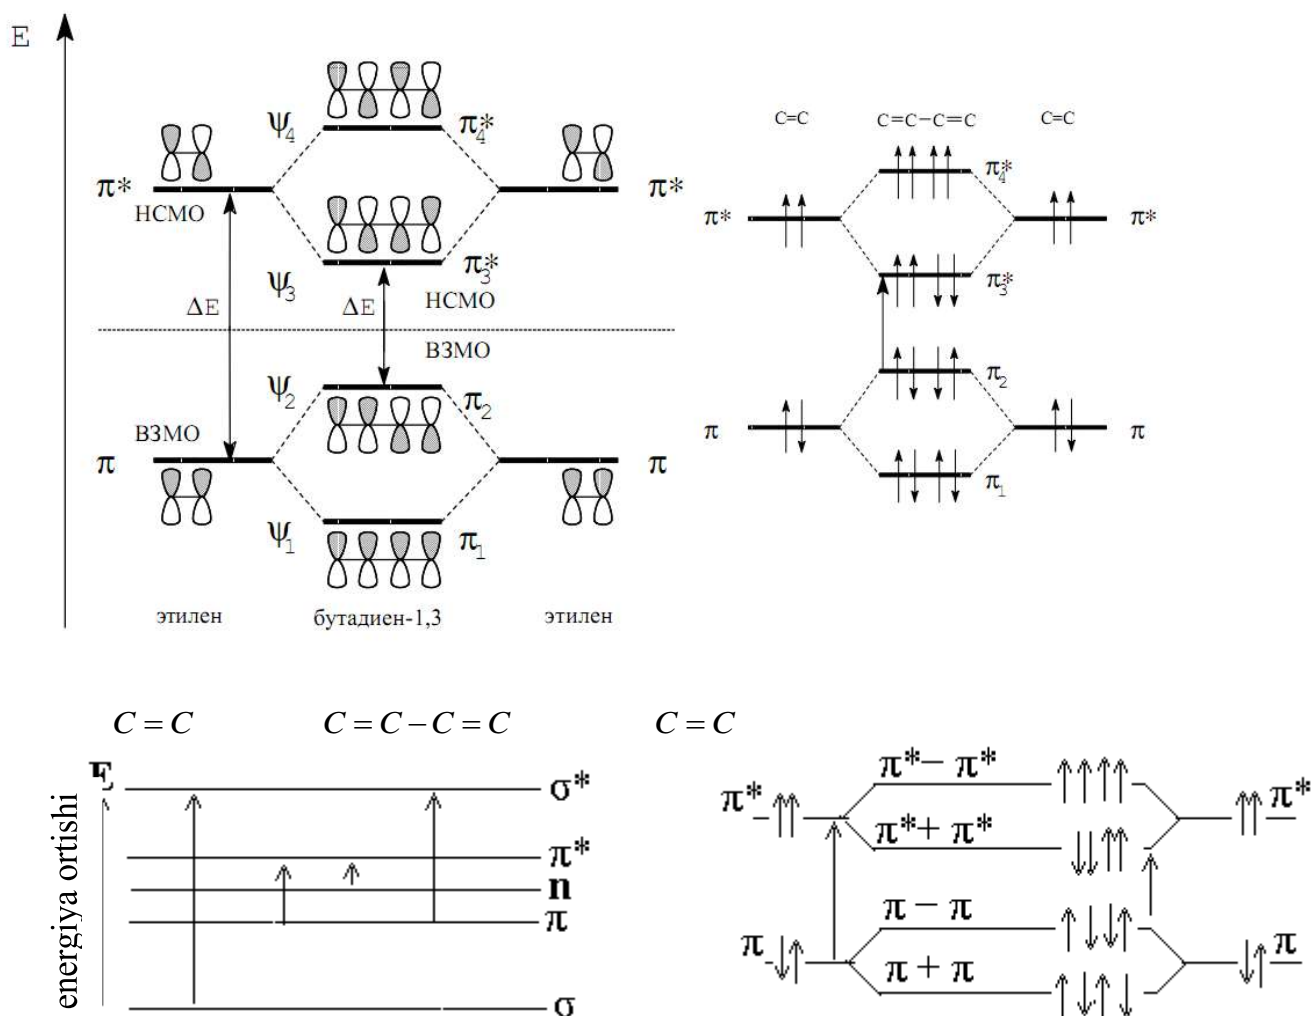 E
ψ4 π4*
π* π*
НСМО
ψ3 π3*
НСМО
ΔE ΔE
ВЗМО
ψ2 π2
ВЗМО
π π
ψ1 π1
этилен бутадиен-1,3 этилен
C=C C=C-C=C C=C
π4*
π* π*
π3*
π2
π π
π1
C = C C = C − C = C C = C
E
energiya ortishi
σ*
π*
n
π
σ
π*− π*
π* π*
π*+ π*
π − π
π π
π + π